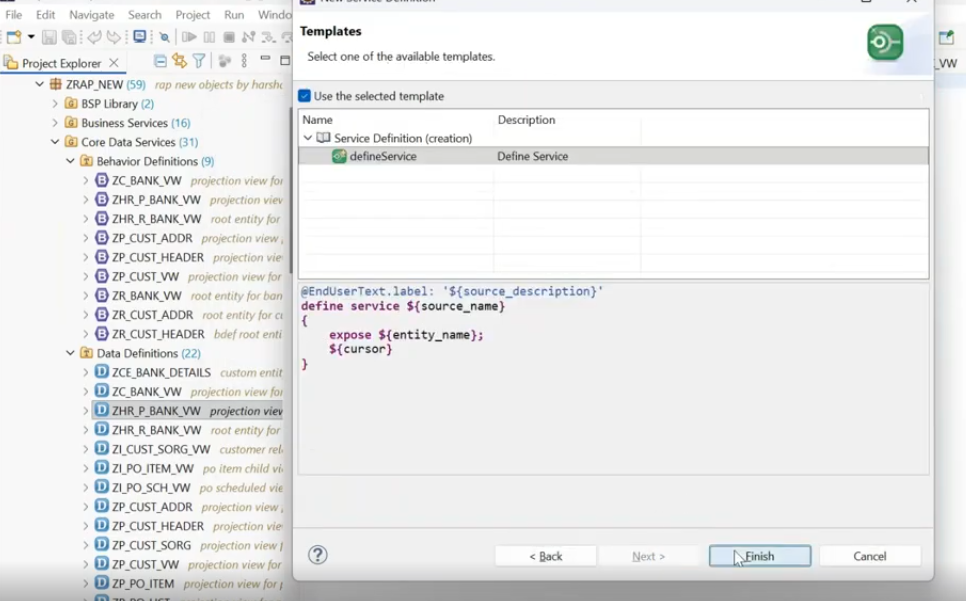 New Service Definition
File Edit Navigate Search Project Run Windo
Templates
Select one of the available templates.
Project Explorer
_VW
ZRAP_NEW (59) rap new objects by harsh
BSP Library (2)
Business Services (16)
Core Data Services (31)
Behavior Definitions (9)
ZC_BANK_VW projection view for
ZHR_P_BANK_VW projection view
ZHR_R_BANK_VW root entity for
ZP_CUST_ADDR projection view
ZP_CUST_HEADER projection vie
ZP_CUST_VW projection view for
ZR_BANK_VW root entity for ban
ZR_CUST_ADDR root entity for cu
ZR_CUST_HEADER bdef root enti
Data Definitions (22)
ZCE_BANK_DETAILS custom entit
ZC_BANK_VW projection view for
ZHR_P_BANK_VW projection view
ZHR_R_BANK_VW root entity for
ZI_CUST_SORG_VW customer rel
ZI_PO_ITEM_VW po item child vi
ZI_PO_SCH_VW po scheduled vie
ZP_CUST_ADDR projection view
ZP_CUST_HEADER projection vie
ZP_CUST_SORG projection view f
ZP_CUST_VW projection view for
ZP_PO_ITEM projection view for
Use the selected template
Name Description
Service Definition (creation)
defineService Define Service
@EndUserText.label: '${source_description}'
define service ${source_name}
{
expose ${entity_name};
${cursor}
}
?
< Back Next > Finish Cancel